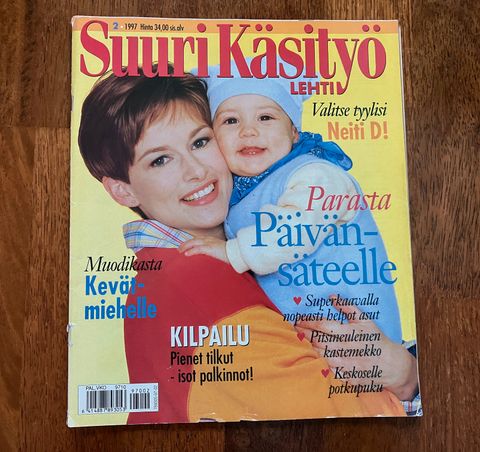 2 - 1997 Hinta 34,00 sis.alv
Suuri Käsityö
LEHTI
Valitse tyylisi
Neiti D!
Parasta
Päivän-
säteelle
♥ Superkaavalla
nopeasti helpot asut
♥ Pitsineuleinen
kastemekko
♥ Keskoselle
potkupuku
Muodikasta
Kevät-
miehelle
KILPAILU
Pienet tilkut
- isot palkinnot!
PAL.VKO 9710
97002